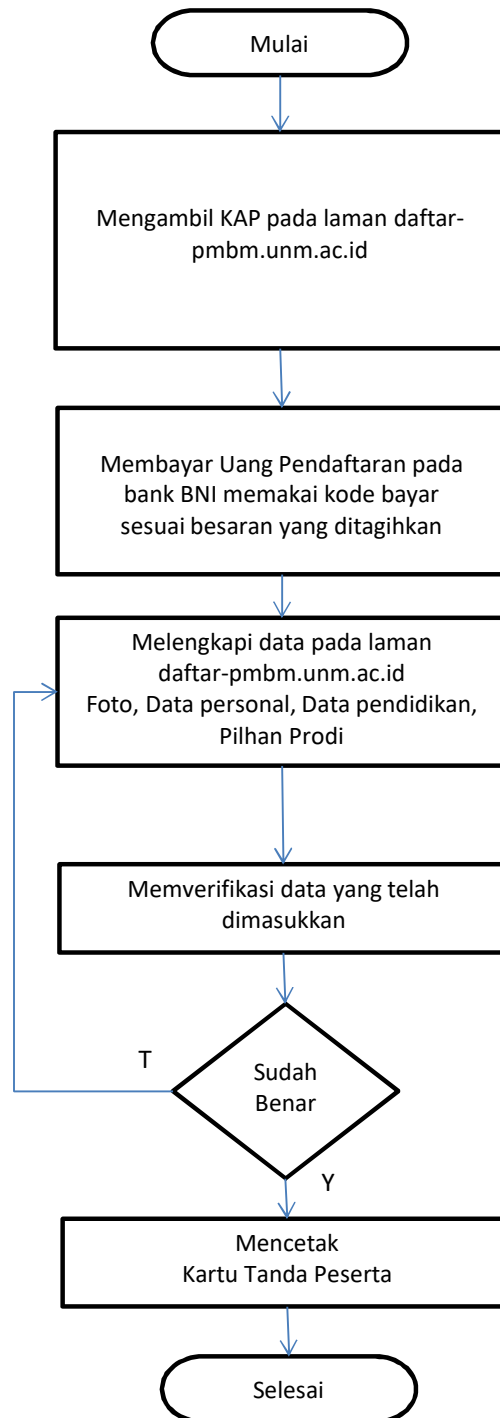 Mulai
Mengambil KAP pada laman daftar-
pmbm.unm.ac.id
Membayar Uang Pendaftaran pada
bank BNI memakai kode bayar
sesuai besaran yang ditagihkan
Melengkapi data pada laman
daftar-pmbm.unm.ac.id
Foto, Data personal, Data pendidikan,
Pilhan Prodi
Memverifikasi data yang telah
dimasukkan
T
Sudah
Benar
Y
Mencetak
Kartu Tanda Peserta
Selesai